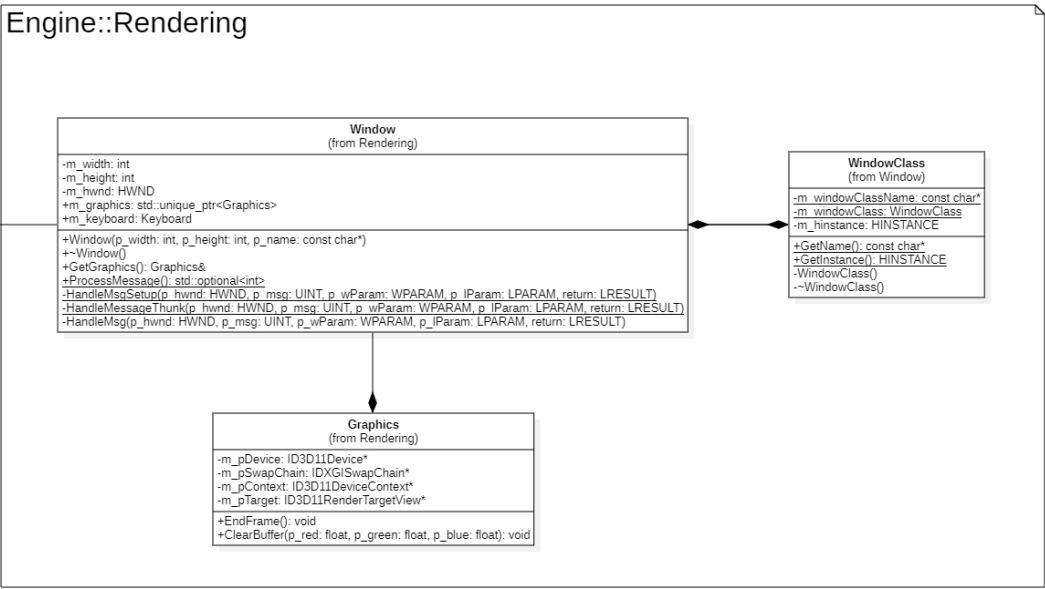 Engine::Rendering
Window
(from Rendering)
-m_width: int
-m_height: int
-m_hwnd: HWND
+m_graphics: std::unique_ptr<Graphics>
+m_keyboard: Keyboard
+Window(p_width: int, p_height: int, p_name: const char*)
+~Window()
+GetGraphics(): Graphics&
+ProcessMessage(): std::optional<int>
-HandleMsgSetup(p_hwnd: HWND, p_msg: UINT, p_wParam: WPARAM, p_lParam: LPARAM, return: LRESULT)
-HandleMessageThunk(p_hwnd: HWND, p_msg: UINT, p_wParam: WPARAM, p_lParam: LPARAM, return: LRESULT)
-HandleMsg(p_hwnd: HWND, p_msg: UINT, p_wParam: WPARAM, p_lParam: LPARAM, return: LRESULT)
WindowClass
(from Window)
-m_windowClassName: const char*
-m_windowClass: WindowClass
-m_hinstance: HINSTANCE
+GetName(): const char*
+GetInstance(): HINSTANCE
-WindowClass()
-~WindowClass()
Graphics
(from Rendering)
-m_pDevice: ID3D11Device*
-m_pSwapChain: IDXGISwapChain*
-m_pContext: ID3D11DeviceContext*
-m_pTarget: ID3D11RenderTargetView*
+EndFrame(): void
+ClearBuffer(p_red: float, p_green: float, p_blue: float): void